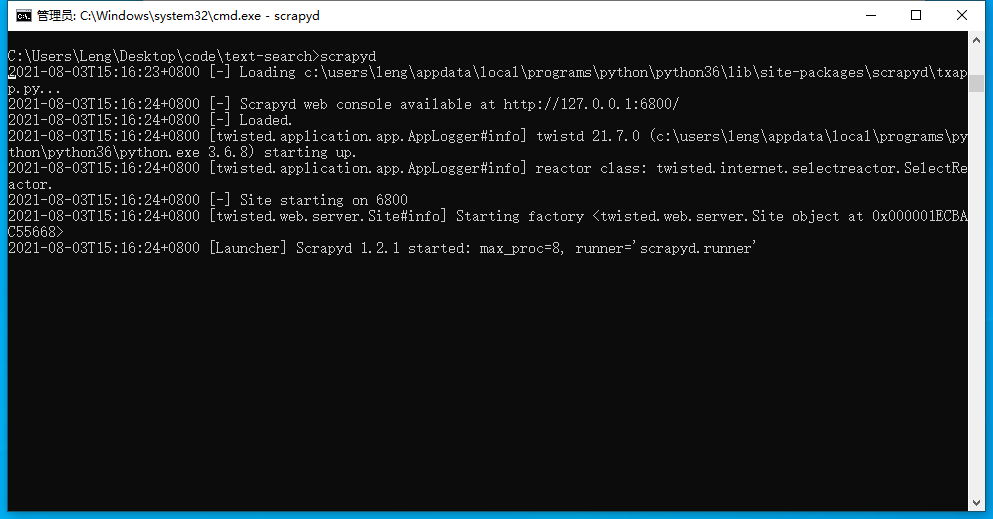 管理员: C:\Windows\system32\cmd.exe - scrapyd
C:\Users\Leng\Desktop\code\text-search>scrapyd
2021-08-03T15:16:23+0800 [-] Loading c:\users\leng\appdata\local\programs\python\python36\lib\site-packages\scrapyd\txap
p.py...
2021-08-03T15:16:24+0800 [-] Scrapyd web console available at http://127.0.0.1:6800/
2021-08-03T15:16:24+0800 [-] Loaded.
2021-08-03T15:16:24+0800 [twisted.application.app.AppLogger#info] twistd 21.7.0 (c:\users\leng\appdata\local\programs\py
thon\python36\python.exe 3.6.8) starting up.
2021-08-03T15:16:24+0800 [twisted.application.app.AppLogger#info] reactor class: twisted.internet.selectreactor.SelectRe
actor.
2021-08-03T15:16:24+0800 [-] Site starting on 6800
2021-08-03T15:16:24+0800 [twisted.web.server.Site#info] Starting factory <twisted.web.server.Site object at 0x000001ECBA
C55668>
2021-08-03T15:16:24+0800 [Launcher] Scrapyd 1.2.1 started: max_proc=8, runner='scrapyd.runner'